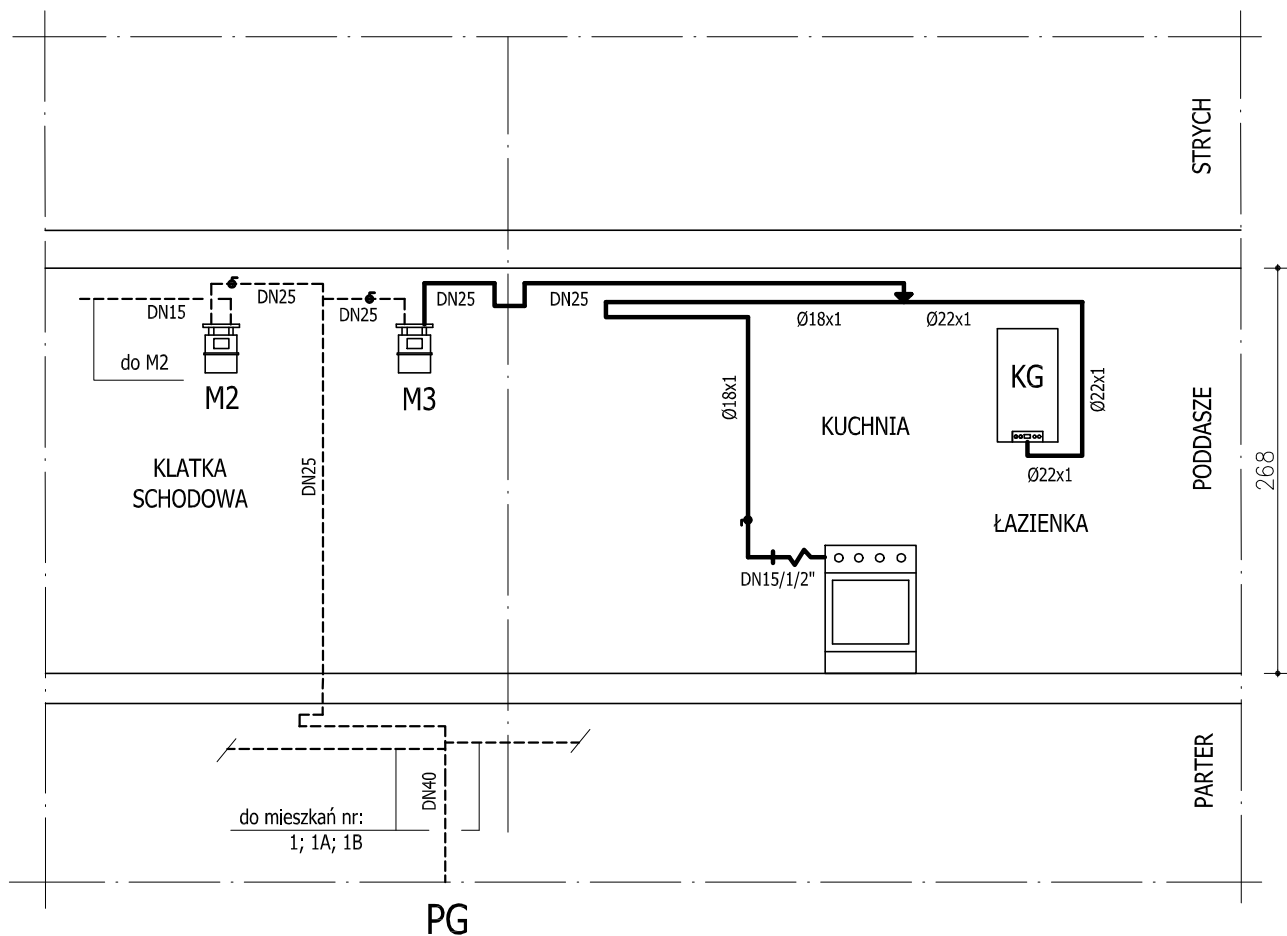 STRYCH
DN25
DN15
DN25
DN25
DN25
Ø18x1
Ø22x1
do M2
M2
M3
KG
Ø18x1
Ø22x1
KUCHNIA
PODDASZE
268
KLATKA
SCHODOWA
DN25
Ø22x1
ŁAZIENKA
DN15/1/2"
PARTER
DN40
do mieszkań nr:
1; 1A; 1B
PG